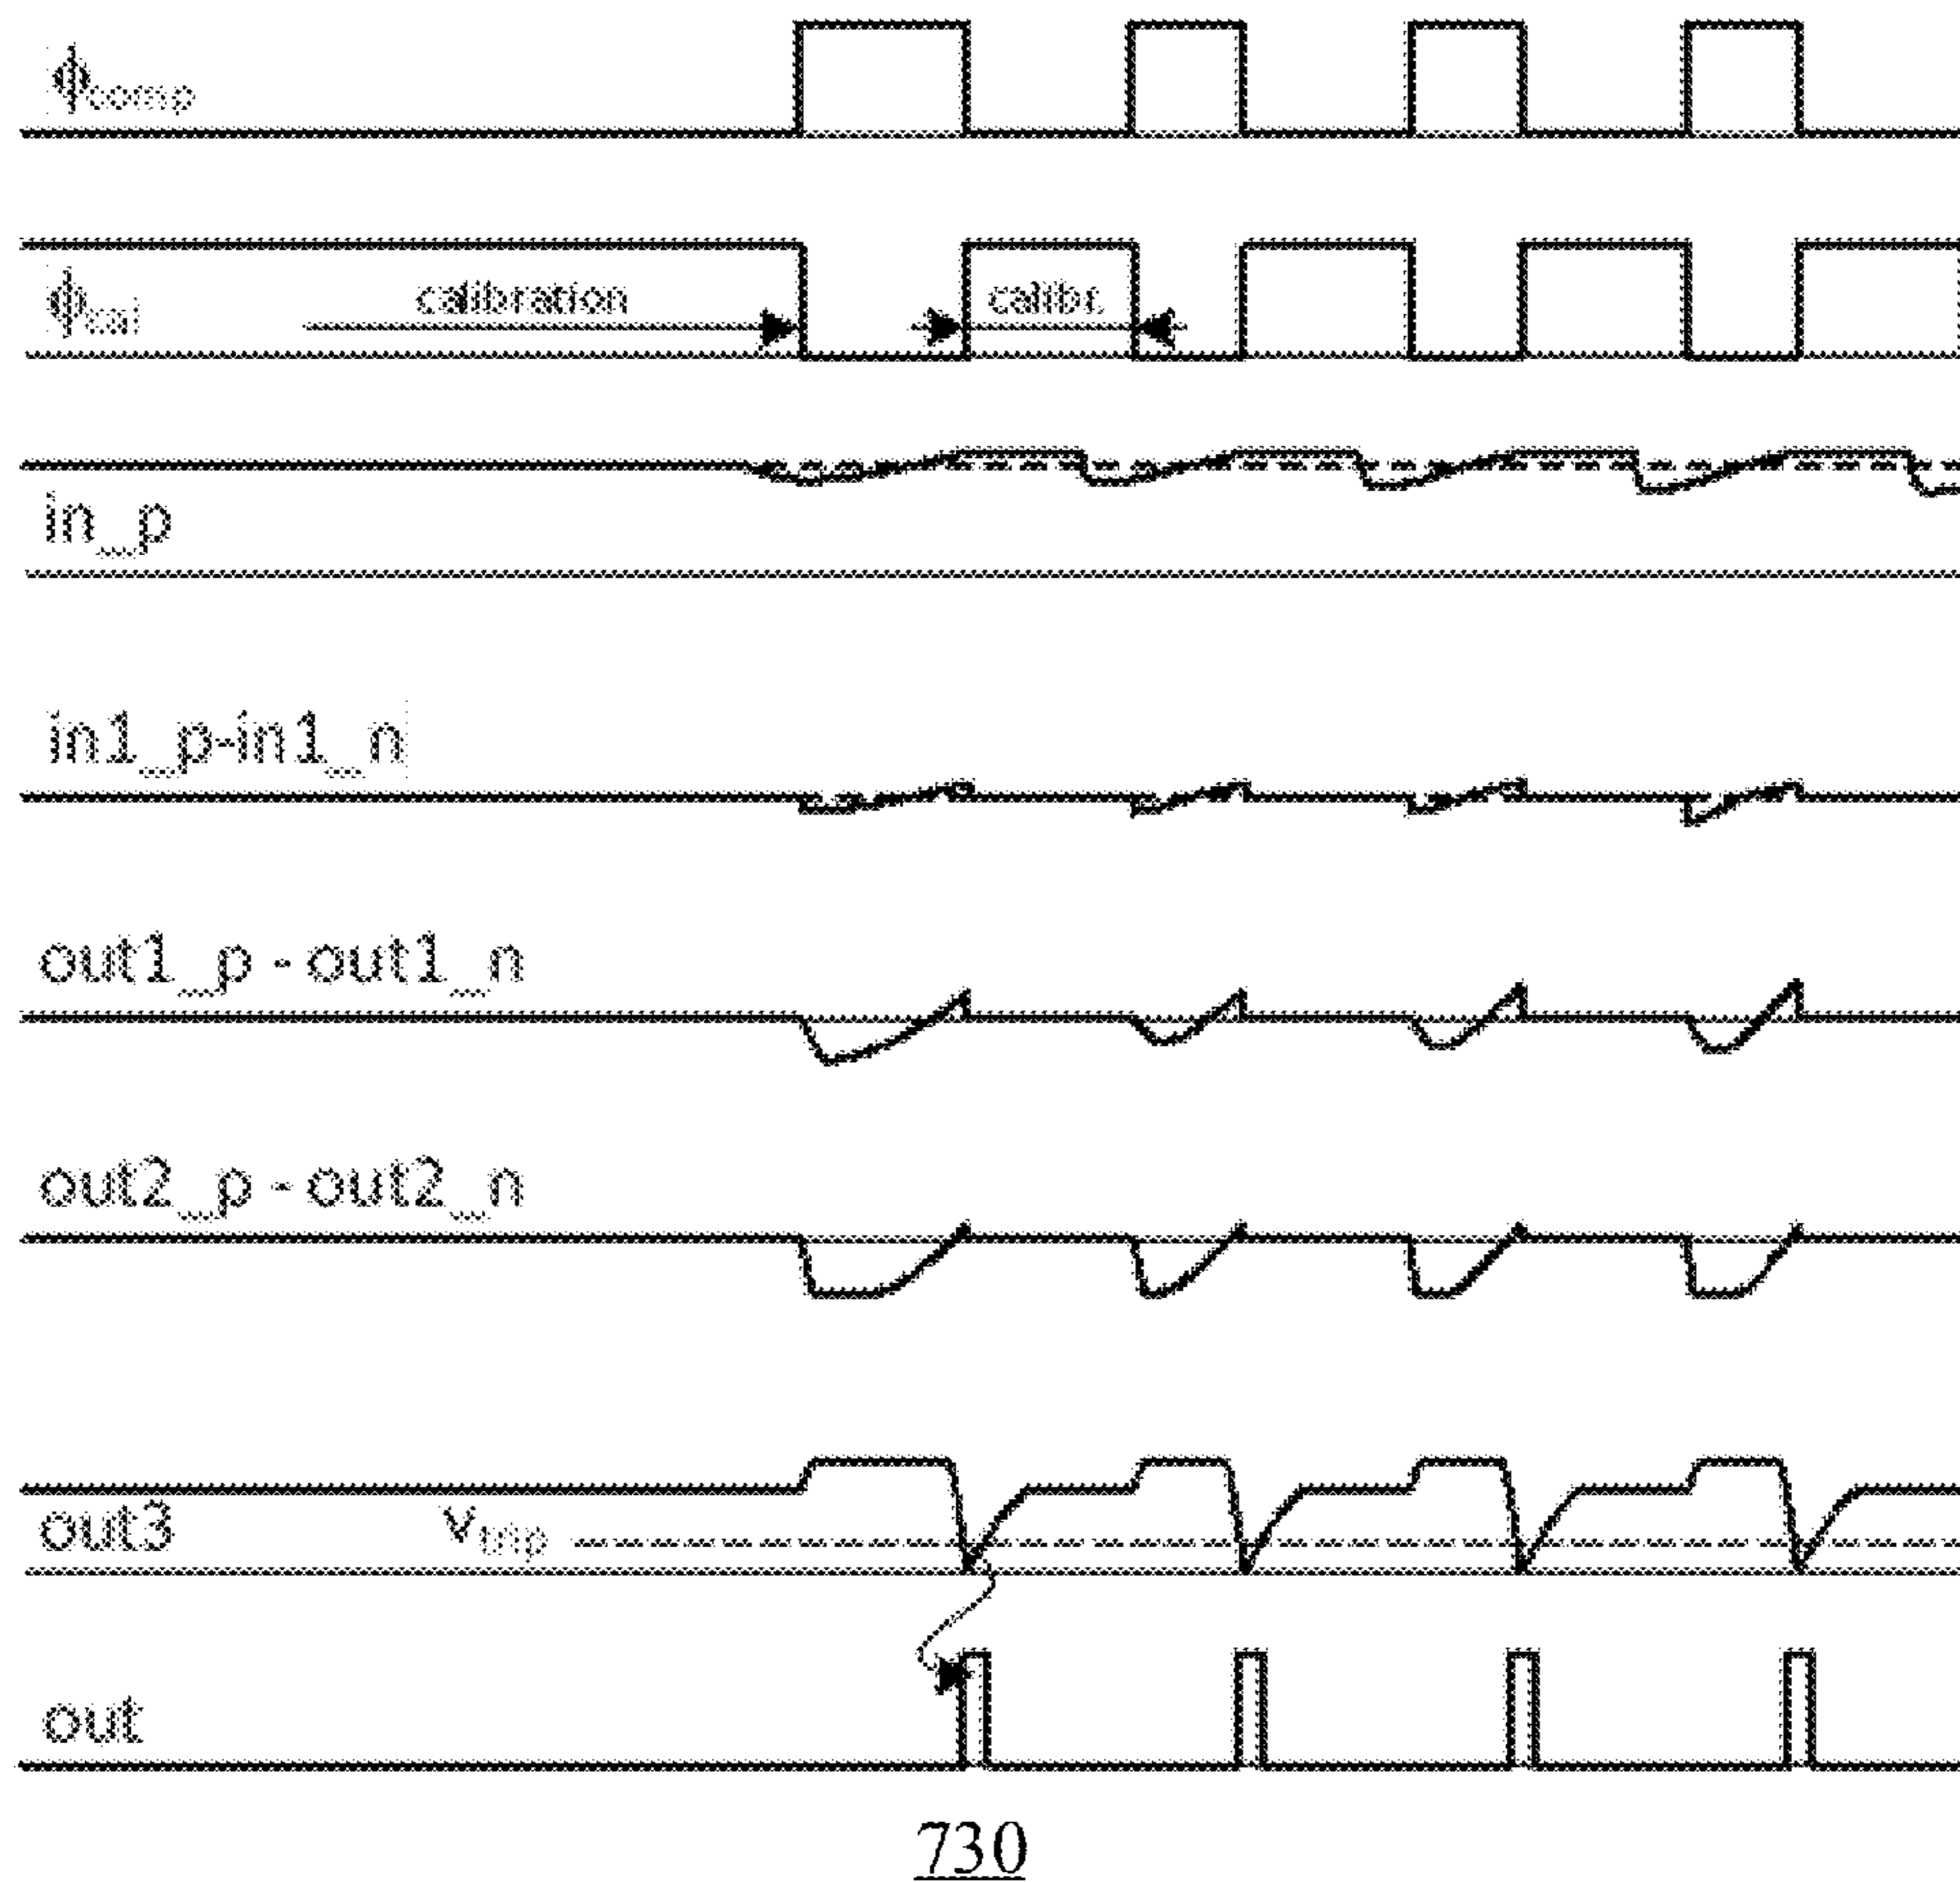 ϕcomp
ϕcal
calibration
calibr.
in_p
in1_p-in1_n
out1_p - out1_n
out2_p - out2_n
out3
Vtrip
out
730